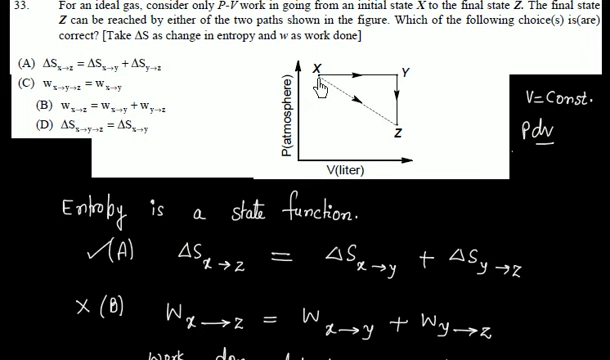 33. For an ideal gas, consider only P-V work in going from an initial state X to the final state Z. The final state
Z can be reached by either of the two paths shown in the figure. Which of the following choice(s) is(are)
correct? [Take ΔS as change in entropy and w as work done]
(A) ΔSx→z = ΔSx→y + ΔSy→z
(C) wx→y→z = wx→y
(B) wx→z = wx→y + wy→z
(D) ΔSx→y→z = ΔSx→y
P(atmosphere)
X
Y
Z
V(liter)
V=Const.
Pdv
Entropy is a state function.
✓(A) ΔSx→z = ΔSx→y + ΔSy→z
×(B) Wx→z = Wx→y + Wy→z